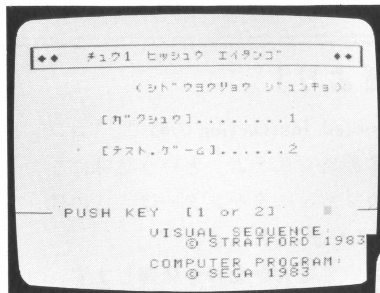 ◆◆ チュウ1 ヒッシュウ エイタンゴ ◆◆
(シドウヨウリョウ ジュンキョ)
[ガクシュウ].........1
[テスト.ゲーム].......2
PUSH KEY [1 or 2]
VISUAL SEQUENCE:
© STRATFORD 1983
COMPUTER PROGRAM:
© SEGA 1983